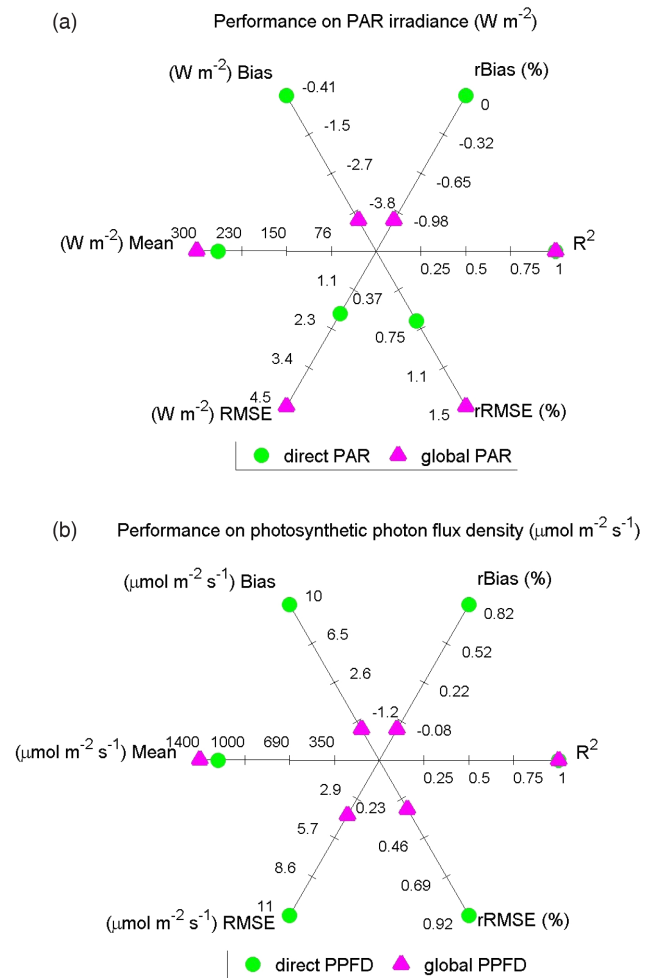 (a) Performance on PAR irradiance (W m-2)
(W m-2) Bias rBias (%)
-0.41 0
-1.5 -0.32
-2.7 -0.65
-3.8 -0.98
(W m-2) Mean 300 230 150 76 R2
0.25 0.5 0.75 1
1.1 0.37
2.3 0.75
3.4 1.1
4.5 1.5
(W m-2) RMSE rRMSE (%)
direct PAR global PAR
(b) Performance on photosynthetic photon flux density (μmol m-2 s-1)
(μmol m-2 s-1) Bias rBias (%)
10 0.82
6.5 0.52
2.6 0.22
-1.2 -0.08
(μmol m-2 s-1) Mean 1400 1000 690 350 R2
0.25 0.5 0.75 1
2.9 0.23
5.7 0.46
8.6 0.69
11 0.92
(μmol m-2 s-1) RMSE rRMSE (%)
direct PPFD global PPFD